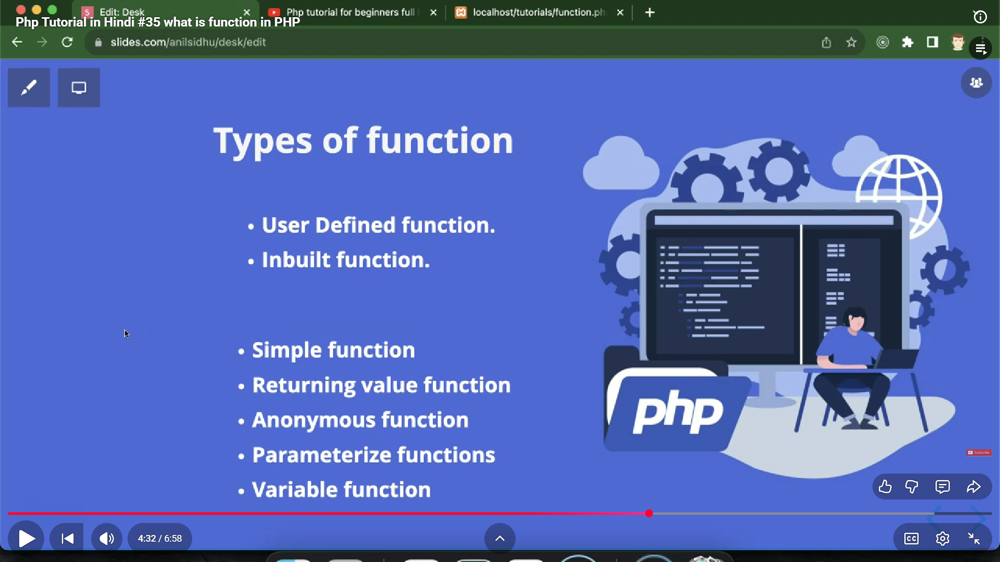 Edit: Desk
Php tutorial for beginners full i
localhost/tutorials/function.ph
Php Tutorial in Hindi #35 what is function in PHP
slides.com/anilsidhu/desk/edit
Types of function
• User Defined function.
• Inbuilt function.
• Simple function
• Returning value function
• Anonymous function
• Parameterize functions
• Variable function
php
Subscribe
4:32 / 6:58
CC